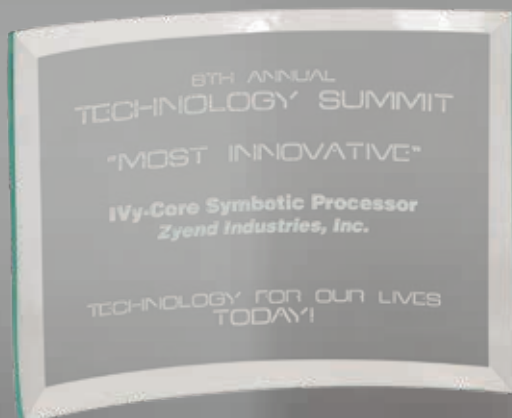 6TH ANNUAL
TECHNOLOGY SUMMIT
"MOST INNOVATIVE"
IVy-Core Symbotic Processor
Zyend Industries, Inc.
TECHNOLOGY FOR OUR LIVES
TODAY!